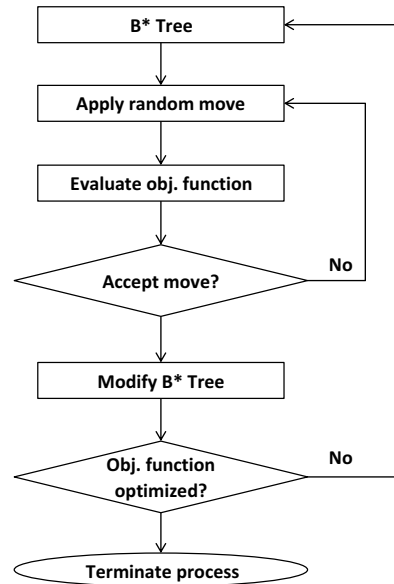 B* Tree
Apply random move
Evaluate obj. function
Accept move?
No
Modify B* Tree
Obj. function
optimized?
No
Terminate process